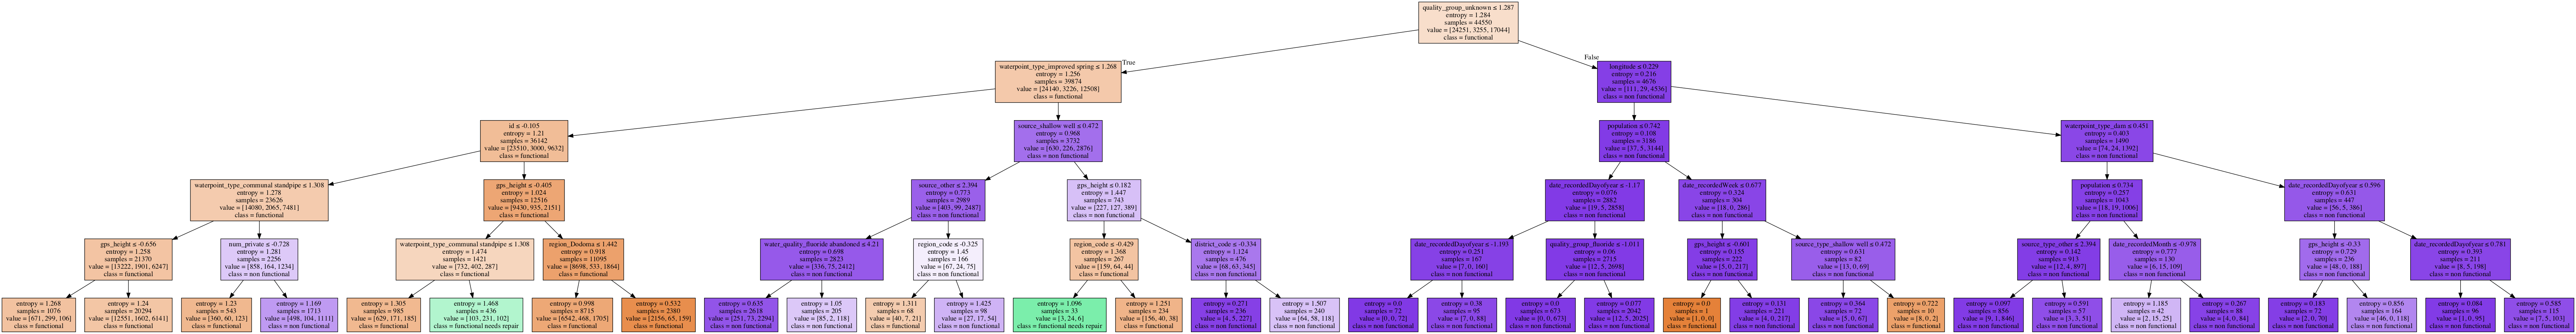 quality_group_unknown ≤ 1.287
entropy = 1.284
samples = 44550
value = [24251, 3255, 17044]
class = functional
True
False
waterpoint_type_improved spring ≤ 1.268
entropy = 1.256
samples = 39874
value = [24140, 3226, 12508]
class = functional
longitude ≤ 0.229
entropy = 0.216
samples = 4676
value = [111, 29, 4536]
class = non functional
id ≤ -0.105
entropy = 1.21
samples = 36142
value = [23510, 3000, 9632]
class = functional
source_shallow well ≤ 0.472
entropy = 0.968
samples = 3732
value = [630, 226, 2876]
class = non functional
population ≤ 0.742
entropy = 0.108
samples = 3186
value = [37, 5, 3144]
class = non functional
waterpoint_type_dam ≤ 0.451
entropy = 0.403
samples = 1490
value = [74, 24, 1392]
class = non functional
waterpoint_type_communal standpipe ≤ 1.308
entropy = 1.278
samples = 23626
value = [14080, 2065, 7481]
class = functional
gps_height ≤ -0.405
entropy = 1.024
samples = 12516
value = [9430, 935, 2151]
class = functional
source_other ≤ 2.394
entropy = 0.773
samples = 2989
value = [403, 99, 2487]
class = non functional
gps_height ≤ 0.182
entropy = 1.447
samples = 743
value = [227, 127, 389]
class = non functional
date_recordedDayofyear ≤ -1.17
entropy = 0.076
samples = 2882
value = [19, 5, 2858]
class = non functional
date_recordedWeek ≤ 0.677
entropy = 0.324
samples = 304
value = [18, 0, 286]
class = non functional
population ≤ 0.734
entropy = 0.257
samples = 1043
value = [18, 19, 1006]
class = non functional
date_recordedDayofyear ≤ 0.596
entropy = 0.631
samples = 447
value = [56, 5, 386]
class = non functional
gps_height ≤ -0.656
entropy = 1.258
samples = 21370
value = [13222, 1901, 6247]
class = functional
num_private ≤ -0.728
entropy = 1.281
samples = 2256
value = [858, 164, 1234]
class = non functional
waterpoint_type_communal standpipe ≤ 1.308
entropy = 1.474
samples = 1421
value = [732, 402, 287]
class = functional
region_Dodoma ≤ 1.442
entropy = 0.918
samples = 11095
value = [8698, 533, 1864]
class = functional
water_quality_fluoride abandoned ≤ 4.21
entropy = 0.698
samples = 2823
value = [336, 75, 2412]
class = non functional
region_code ≤ -0.325
entropy = 1.45
samples = 166
value = [67, 24, 75]
class = non functional
region_code ≤ -0.429
entropy = 1.368
samples = 267
value = [159, 64, 44]
class = functional
district_code ≤ -0.334
entropy = 1.124
samples = 476
value = [68, 63, 345]
class = non functional
date_recordedDayofyear ≤ -1.193
entropy = 0.251
samples = 167
value = [7, 0, 160]
class = non functional
quality_group_fluoride ≤ -1.011
entropy = 0.06
samples = 2715
value = [12, 5, 2698]
class = non functional
gps_height ≤ -0.601
entropy = 0.155
samples = 222
value = [5, 0, 217]
class = non functional
source_type_shallow well ≤ 0.472
entropy = 0.631
samples = 82
value = [13, 0, 69]
class = non functional
source_type_other ≤ 2.394
entropy = 0.142
samples = 913
value = [12, 4, 897]
class = non functional
date_recordedMonth ≤ -0.978
entropy = 0.777
samples = 130
value = [6, 15, 109]
class = non functional
gps_height ≤ -0.33
entropy = 0.729
samples = 236
value = [48, 0, 188]
class = non functional
date_recordedDayofyear ≤ 0.781
entropy = 0.393
samples = 211
value = [8, 5, 198]
class = non functional
entropy = 1.268
samples = 1076
value = [671, 299, 106]
class = functional
entropy = 1.24
samples = 20294
value = [12551, 1602, 6141]
class = functional
entropy = 1.23
samples = 543
value = [360, 60, 123]
class = functional
entropy = 1.169
samples = 1713
value = [498, 104, 1111]
class = non functional
entropy = 1.305
samples = 985
value = [629, 171, 185]
class = functional
entropy = 1.468
samples = 436
value = [103, 231, 102]
class = functional needs repair
entropy = 0.998
samples = 8715
value = [6542, 468, 1705]
class = functional
entropy = 0.532
samples = 2380
value = [2156, 65, 159]
class = functional
entropy = 0.635
samples = 2618
value = [251, 73, 2294]
class = non functional
entropy = 1.05
samples = 205
value = [85, 2, 118]
class = non functional
entropy = 1.311
samples = 68
value = [40, 7, 21]
class = functional
entropy = 1.425
samples = 98
value = [27, 17, 54]
class = non functional
entropy = 1.096
samples = 33
value = [3, 24, 6]
class = functional needs repair
entropy = 1.251
samples = 234
value = [156, 40, 38]
class = functional
entropy = 0.271
samples = 236
value = [4, 5, 227]
class = non functional
entropy = 1.507
samples = 240
value = [64, 58, 118]
class = non functional
entropy = 0.0
samples = 72
value = [0, 0, 72]
class = non functional
entropy = 0.38
samples = 95
value = [7, 0, 88]
class = non functional
entropy = 0.0
samples = 673
value = [0, 0, 673]
class = non functional
entropy = 0.077
samples = 2042
value = [12, 5, 2025]
class = non functional
entropy = 0.0
samples = 1
value = [1, 0, 0]
class = functional
entropy = 0.131
samples = 221
value = [4, 0, 217]
class = non functional
entropy = 0.364
samples = 72
value = [5, 0, 67]
class = non functional
entropy = 0.722
samples = 10
value = [8, 0, 2]
class = functional
entropy = 0.097
samples = 856
value = [9, 1, 846]
class = non functional
entropy = 0.591
samples = 57
value = [3, 3, 51]
class = non functional
entropy = 1.185
samples = 42
value = [2, 15, 25]
class = non functional
entropy = 0.267
samples = 88
value = [4, 0, 84]
class = non functional
entropy = 0.183
samples = 72
value = [2, 0, 70]
class = non functional
entropy = 0.856
samples = 164
value = [46, 0, 118]
class = non functional
entropy = 0.084
samples = 96
value = [1, 0, 95]
class = non functional
entropy = 0.585
samples = 115
value = [7, 5, 103]
class = non functional